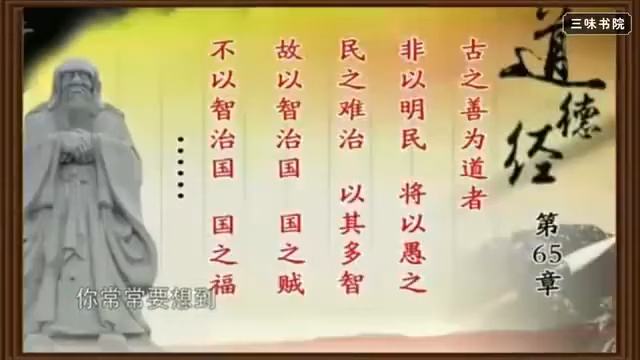 三味书院
道德经
第65章
古之善为道者
非以明民 将以愚之
民之难治 以其多智
故以智治国 国之贼
不以智治国 国之福
……
你常常要想到